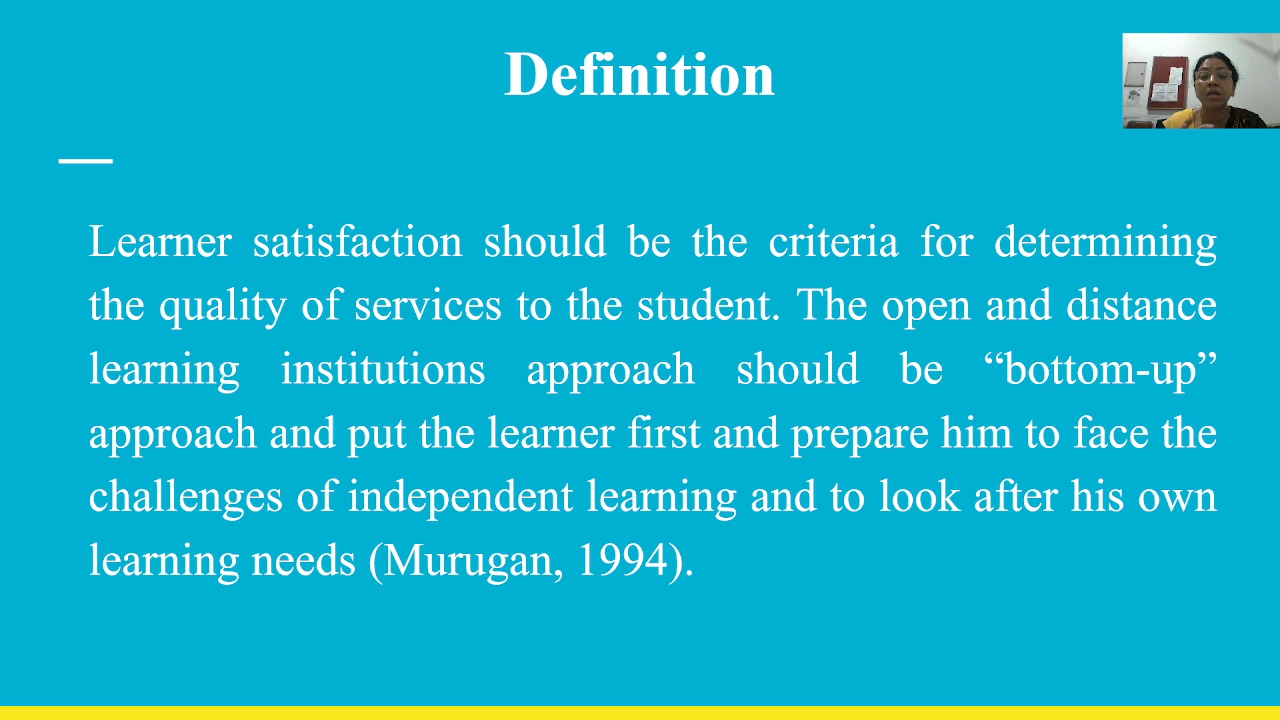 Definition
Learner satisfaction should be the criteria for determining
the quality of services to the student. The open and distance
learning institutions approach should be “bottom-up”
approach and put the learner first and prepare him to face the
challenges of independent learning and to look after his own
learning needs (Murugan, 1994).